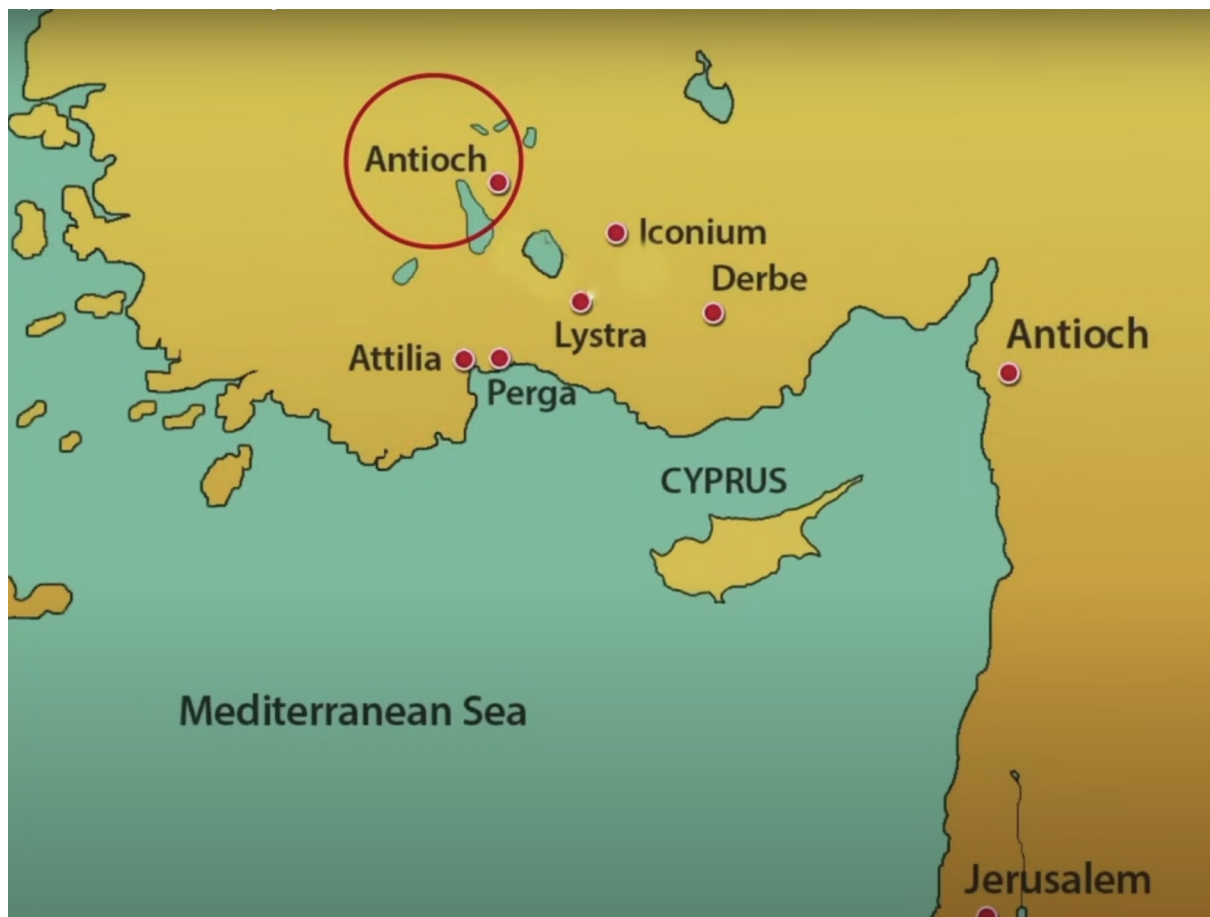 Antioch
Iconium
Derbe
Antioch
Lystra
Attilia
Perga
CYPRUS
Mediterranean Sea
Jerusalem